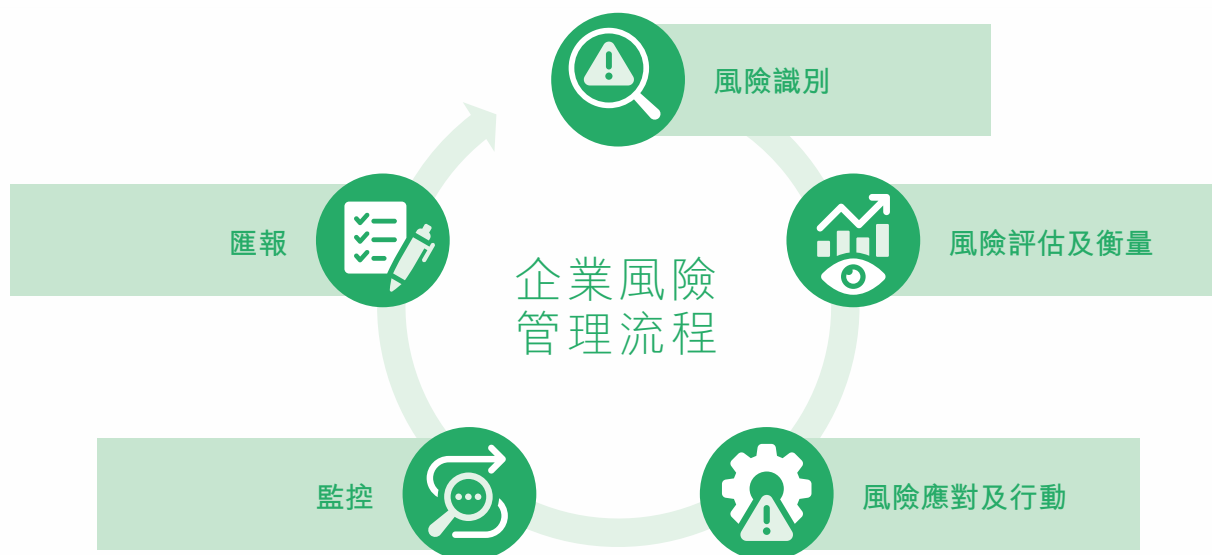 風險識別
匯報
風險評估及衡量
企業風險
管理流程
監控
風險應對及行動